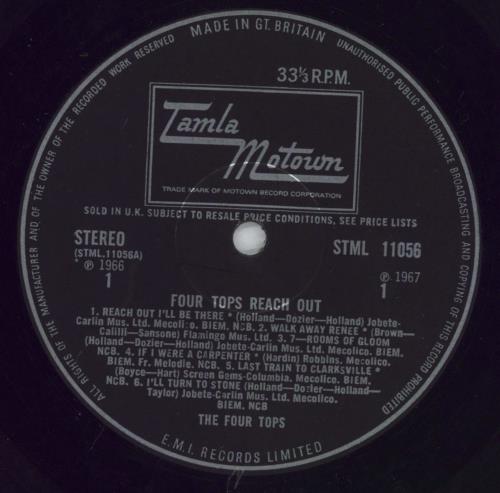 MADE IN GT. BRITAIN
UNAUTHORISED PUBLIC PERFORMANCE BROADCASTING AND COPYING OF THIS RECORD PROHIBITED
ALL RIGHTS OF THE MANUFACTURER AND OF THE OWNER OF THE RECORDED WORK RESERVED
33⅓ R.P.M.
Tamla
Motown
TRADE MARK OF MOTOWN RECORD CORPORATION
SOLD IN U.K. SUBJECT TO RESALE PRICE CONDITIONS, SEE PRICE LISTS
STEREO
(STML.11056A)
* ℗ 1966
1
STML 11056
℗ 1967
1
FOUR TOPS REACH OUT
1. REACH OUT I'LL BE THERE * (Holland—Dozier—Holland) Jobete-
Carlin Mus. Ltd. Mecolico. BIEM. NCB. 2. WALK AWAY RENEE * (Brown—
Calilli—Sansone) Flamingo Mus. Ltd. 3. 7—ROOMS OF GLOOM
(Holland—Dozier—Holland) Jobete-Carlin Mus. Ltd. Mecolico. BIEM.
NCB. 4. IF I WERE A CARPENTER * (Hardin) Robbins, Mecolico.
BIEM. Fr. Melodie. NCB. 5. LAST TRAIN TO CLARKSVILLE *
(Boyce—Hart) Screen Gems-Columbia. Mecolico. BIEM.
NCB. 6. I'LL TURN TO STONE (Holland—Dozier—Holland—
Taylor) Jobete-Carlin Mus. Ltd. Mecolico.
BIEM. NCB
THE FOUR TOPS
E.M.I. RECORDS LIMITED